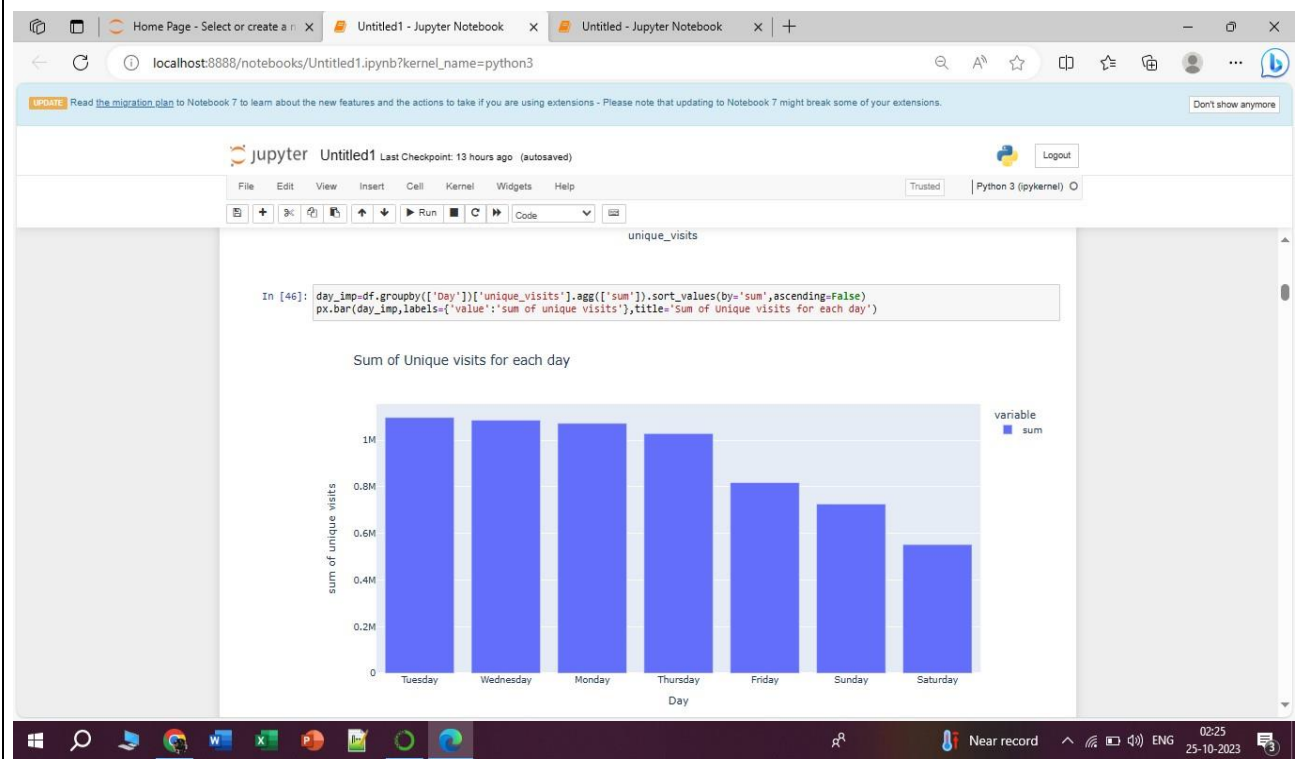 Home Page - Select or create a n
Untitled1 - Jupyter Notebook
Untitled - Jupyter Notebook
localhost:8888/notebooks/Untitled1.ipynb?kernel_name=python3
UPDATE Read the migration plan to Notebook 7 to learn about the new features and the actions to take if you are using extensions - Please note that updating to Notebook 7 might break some of your extensions.
Don't show anymore
jupyter Untitled1 Last Checkpoint: 13 hours ago (autosaved)
Logout
File Edit View Insert Cell Kernel Widgets Help
Trusted
Python 3 (ipykernel)
Run
Code
unique_visits
In [46]: day_imp=df.groupby(['Day'])['unique_visits'].agg(['sum']).sort_values(by='sum',ascending=False)
px.bar(day_imp,labels={'value':'sum of unique visits'},title='Sum of Unique visits for each day')
Sum of Unique visits for each day
variable
sum
1M
0.8M
0.6M
0.4M
0.2M
0
sum of unique visits
Tuesday Wednesday Monday Thursday Friday Sunday Saturday
Day
Near record
ENG
02:25
25-10-2023
3